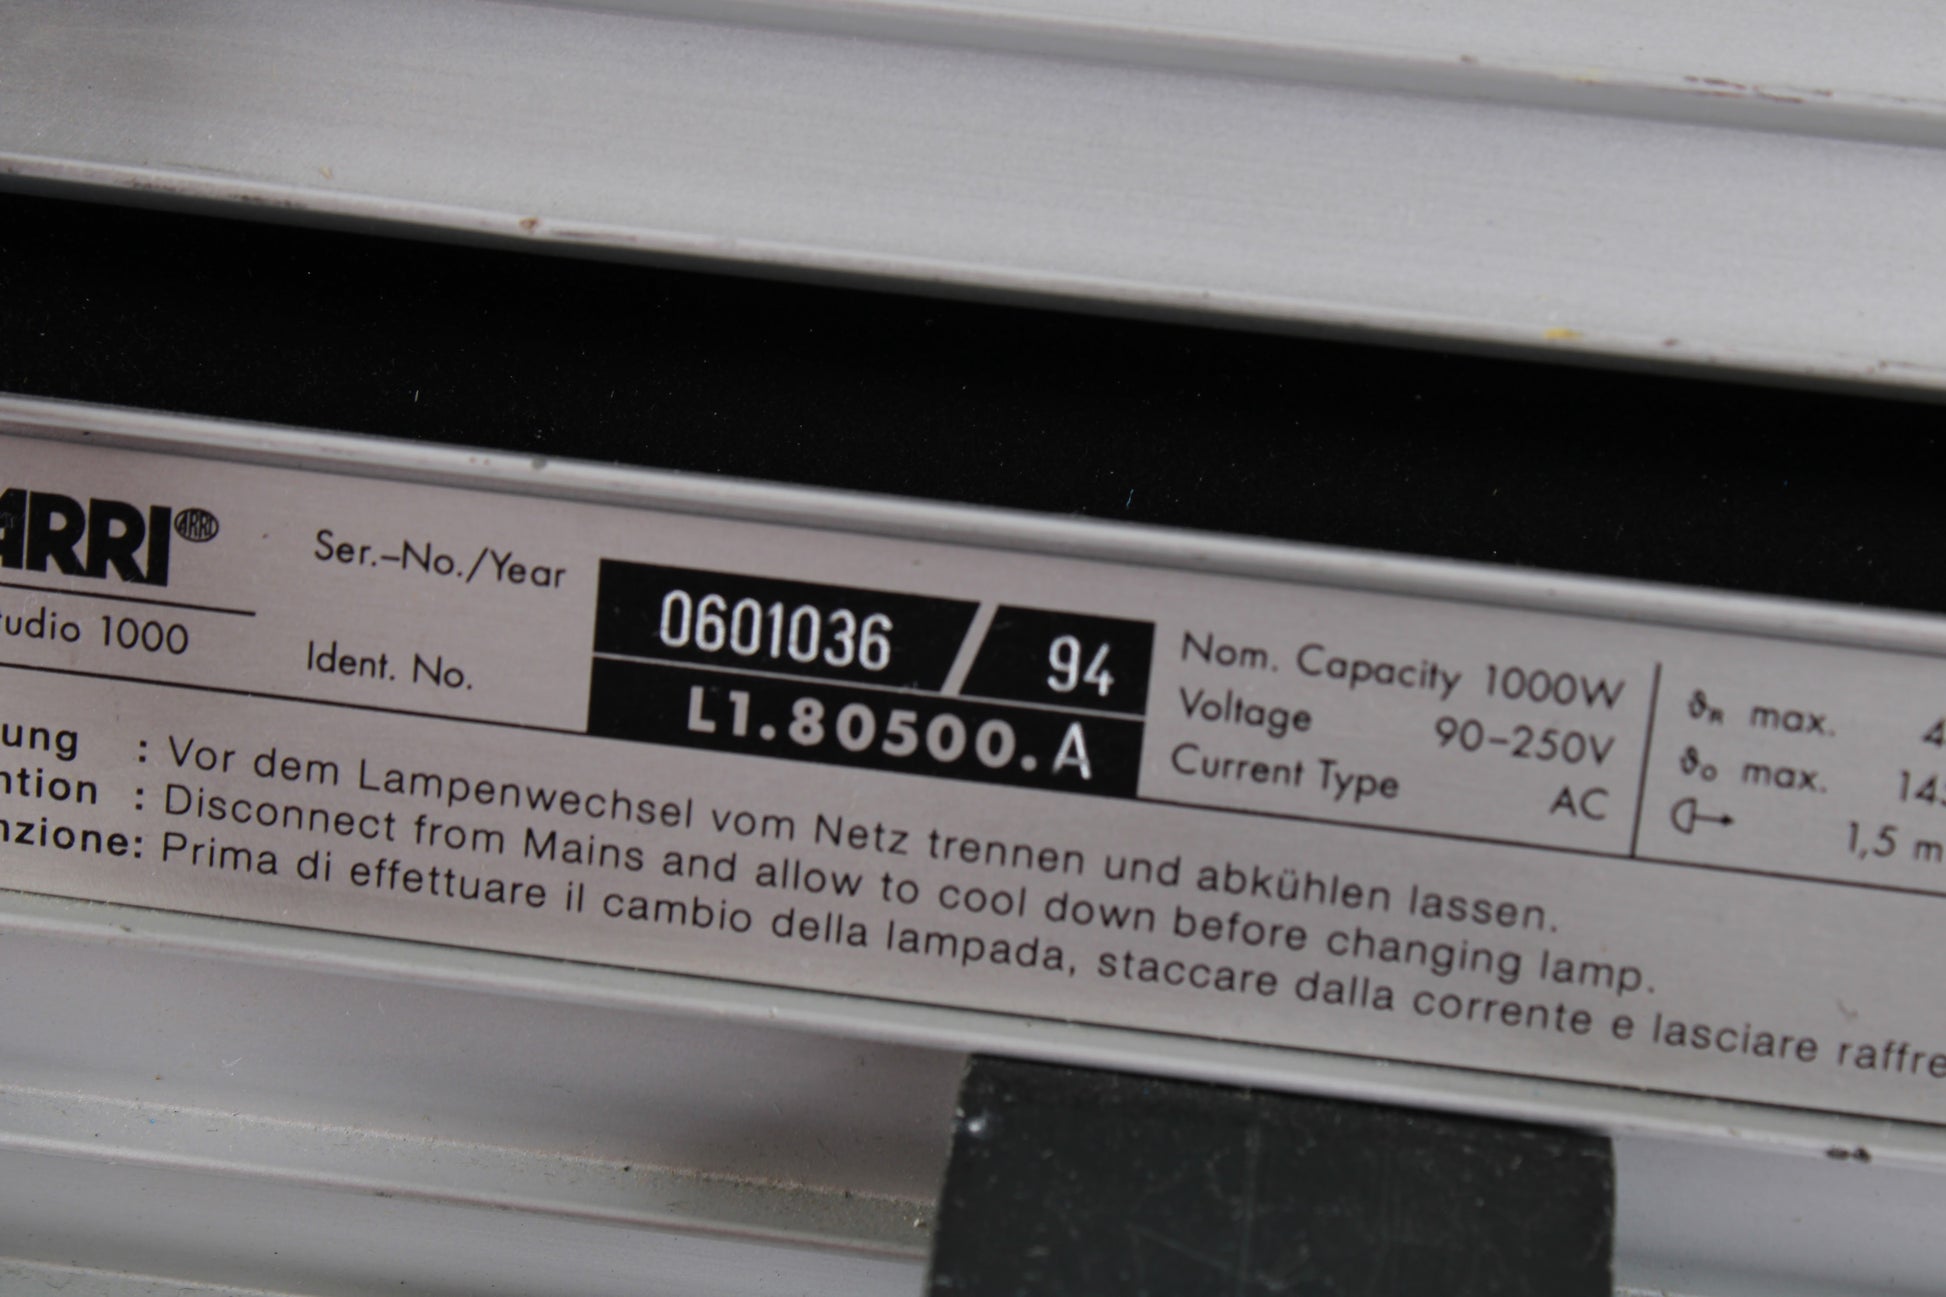 ARRI® ARRI
Ser.-No./Year 0601036 / 94
tudio 1000
Ident. No. L1.80500.A
Nom. Capacity 1000W
Voltage 90-250V
Current Type AC
max.
max.
1,5 m
ung : Vor dem Lampenwechsel vom Netz trennen und abkühlen lassen.
ntion : Disconnect from Mains and allow to cool down before changing lamp.
nzione: Prima di effettuare il cambio della lampada, staccare dalla corrente e lasciare raffre